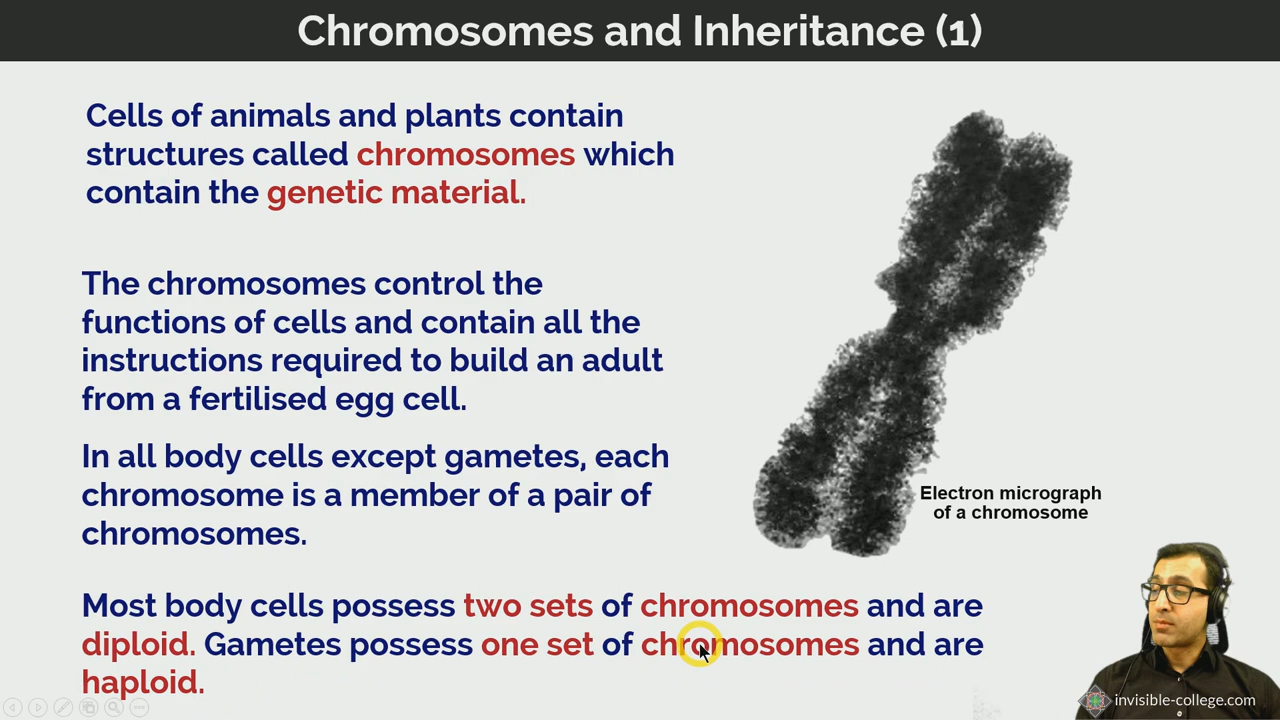 Chromosomes and Inheritance (1)
Cells of animals and plants contain
structures called chromosomes which
contain the genetic material.
The chromosomes control the
functions of cells and contain all the
instructions required to build an adult
from a fertilised egg cell.
In all body cells except gametes, each
chromosome is a member of a pair of
chromosomes.
Electron micrograph
of a chromosome
Most body cells possess two sets of chromosomes and are
diploid. Gametes possess one set of chromosomes and are
haploid.
invisible-college.com